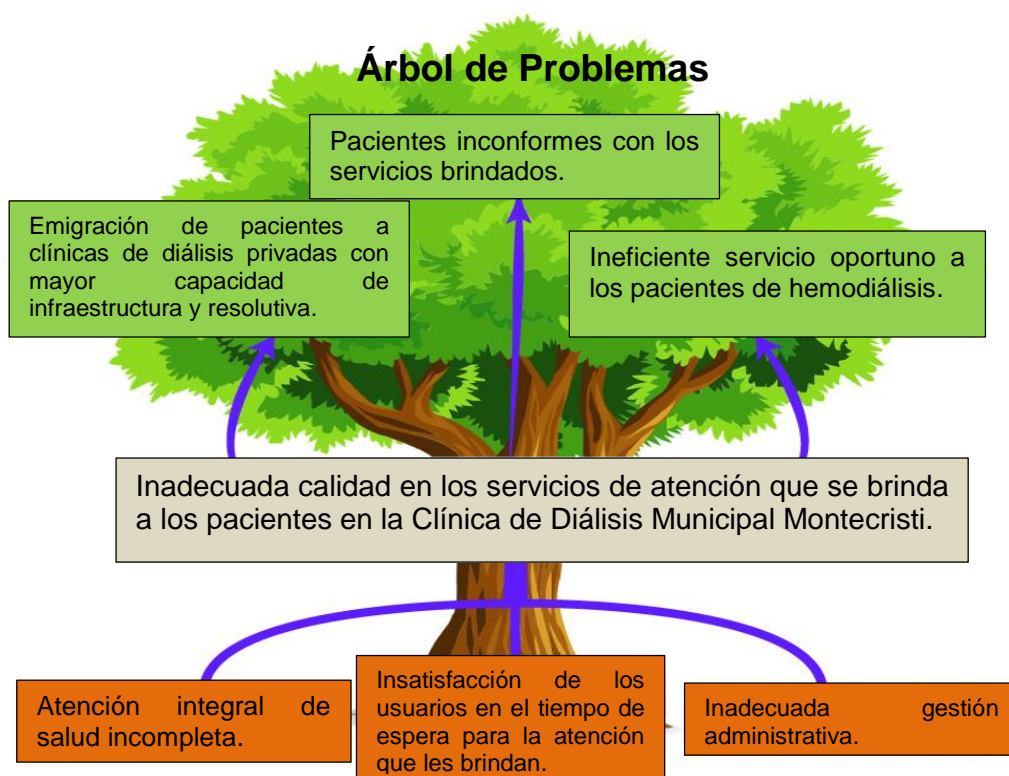 Árbol de Problemas
Pacientes inconformes con los
servicios brindados.
Emigración de pacientes a
clínicas de diálisis privadas con
mayor capacidad de
infraestructura y resolutiva.
Ineficiente servicio oportuno a
los pacientes de hemodiálisis.
Inadecuada calidad en los servicios de atención que se brinda
a los pacientes en la Clínica de Diálisis Municipal Montecristi.
Atención integral de
salud incompleta.
Insatisfacción de los
usuarios en el tiempo de
espera para la atención
que les brindan.
Inadecuada gestión
administrativa.